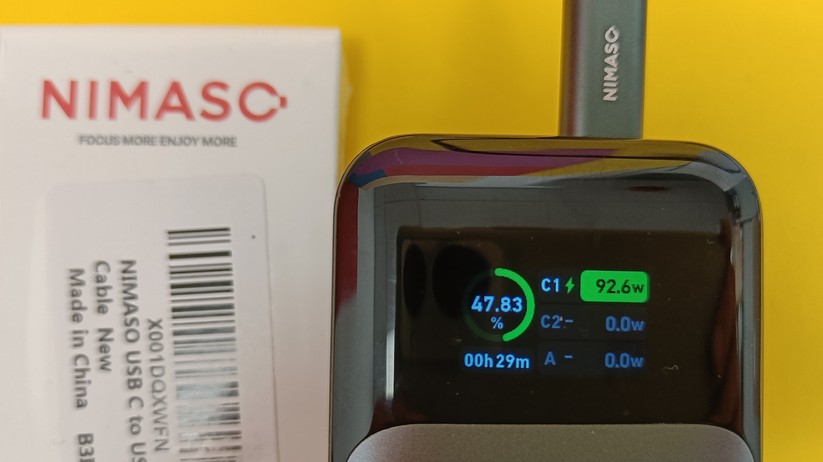 NIMASO
FOCUS MORE ENJOY MORE
X001DQXWFN
NIMASO USB C to US
Cable New
Made in China B3
NIMASO
47.83
%
00h29m
C1 92.6w
C2 - 0.0w
A - 0.0w